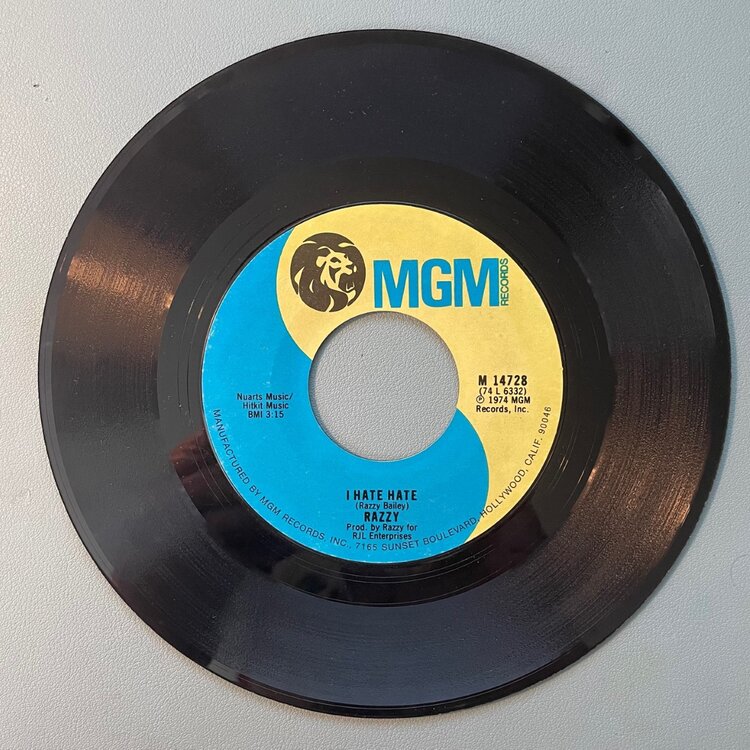 MGM
RECORDS
M 14728
(74 L 6332)
℗ 1974 MGM
Records, Inc.
Nuarts Music/
Hitkit Music
BMI 3:15
I HATE HATE
(Razzy Bailey)
RAZZY
Prod. by Razzy for
RJL Enterprises
MANUFACTURED BY MGM RECORDS, INC., 7165 SUNSET BOULEVARD, HOLLYWOOD, CALIF. 90046